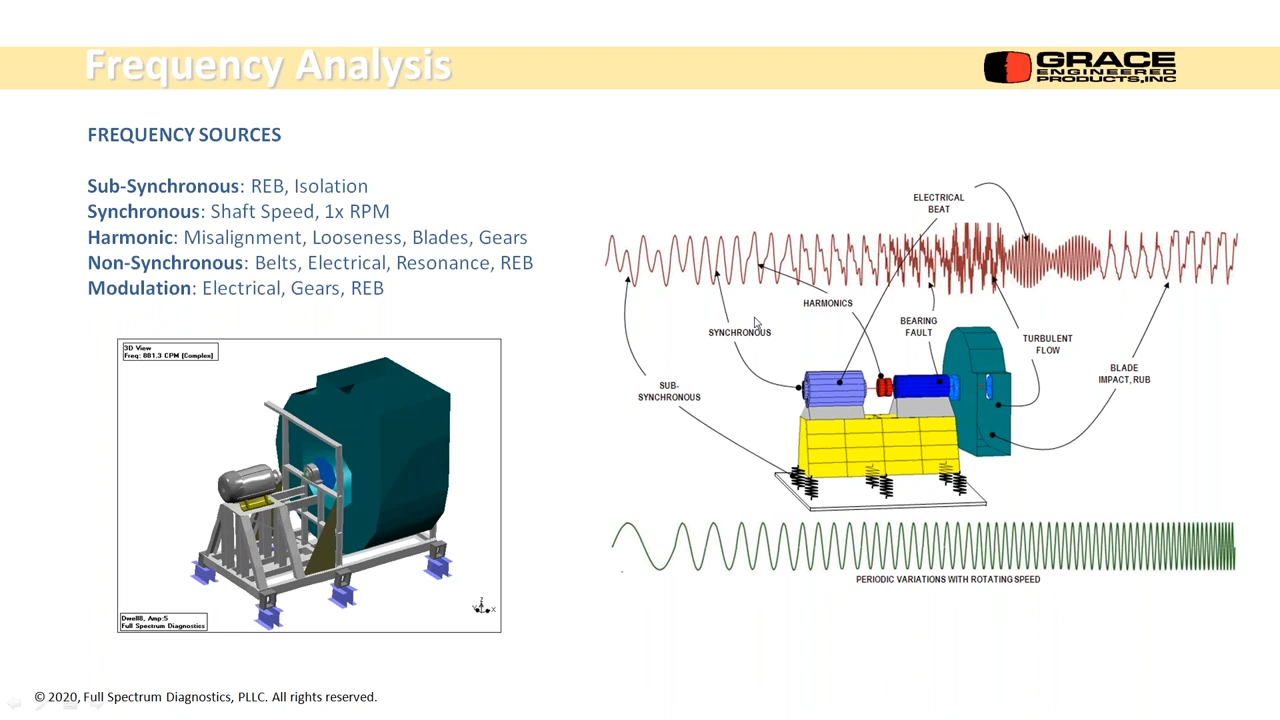 Frequency Analysis
GRACE
ENGINEERED
PRODUCTS, INC
FREQUENCY SOURCES
Sub-Synchronous: REB, Isolation
Synchronous: Shaft Speed, 1x RPM
Harmonic: Misalignment, Looseness, Blades, Gears
Non-Synchronous: Belts, Electrical, Resonance, REB
Modulation: Electrical, Gears, REB
3D View
Freq: 881.3 CPM [Complex]
Z
Y
X
Dwell8, Amp:5
Full Spectrum Diagnostics
ELECTRICAL
BEAT
HARMONICS
SYNCHRONOUS
BEARING
FAULT
TURBULENT
FLOW
SUB-
SYNCHRONOUS
BLADE
IMPACT, RUB
PERIODIC VARIATIONS WITH ROTATING SPEED
© 2020, Full Spectrum Diagnostics, PLLC. All rights reserved.